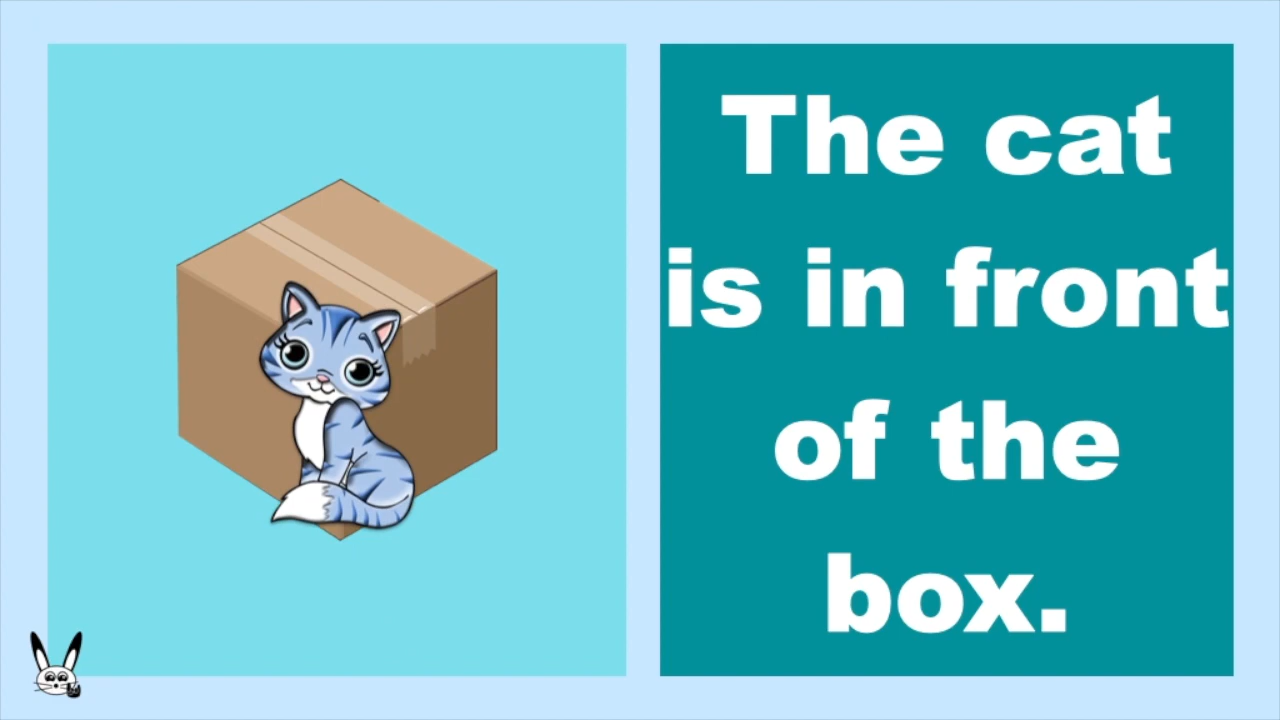 The cat
is in front
of the
box.